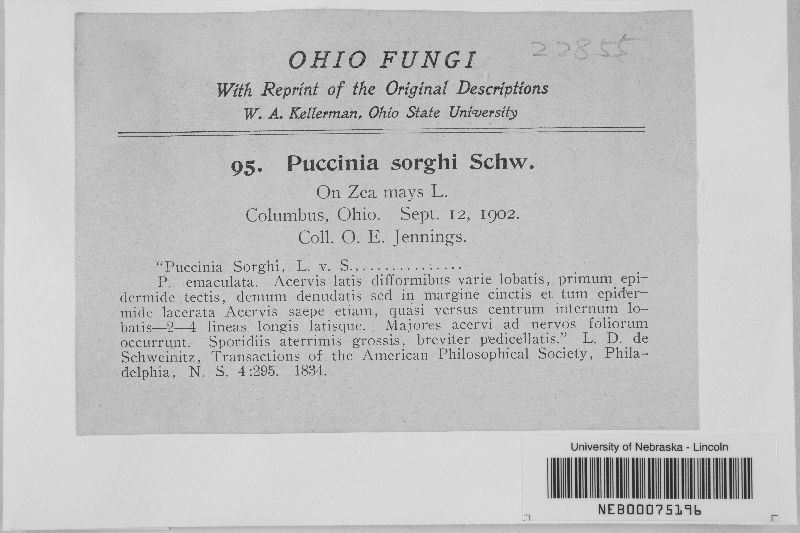 OHIO FUNGI
22855
With Reprint of the Original Descriptions
W. A. Kellerman, Ohio State University
95. Puccinia sorghi Schw.
On Zea mays L.
Columbus, Ohio. Sept. 12, 1902.
Coll. O. E. Jennings.
"Puccinia Sorghi, L. v. S.,...............
P. emaculata. Acervis latis difformibus varie lobatis, primum epi-
dermide tectis, demum denudatis sed in margine cinctis et tum epider-
mide lacerata Acervis saepe etiam, quasi versus centrum internum lo-
batis—2—4 lineas longis latisque. Majores acervi ad nervos foliorum
occurrunt. Sporidiis aterrimis grossis, breviter pedicellatis." L. D. de
Schweinitz, Transactions of the American Philosophical Society, Phila-
delphia, N. S. 4:295. 1834.
University of Nebraska - Lincoln
NEB00075196